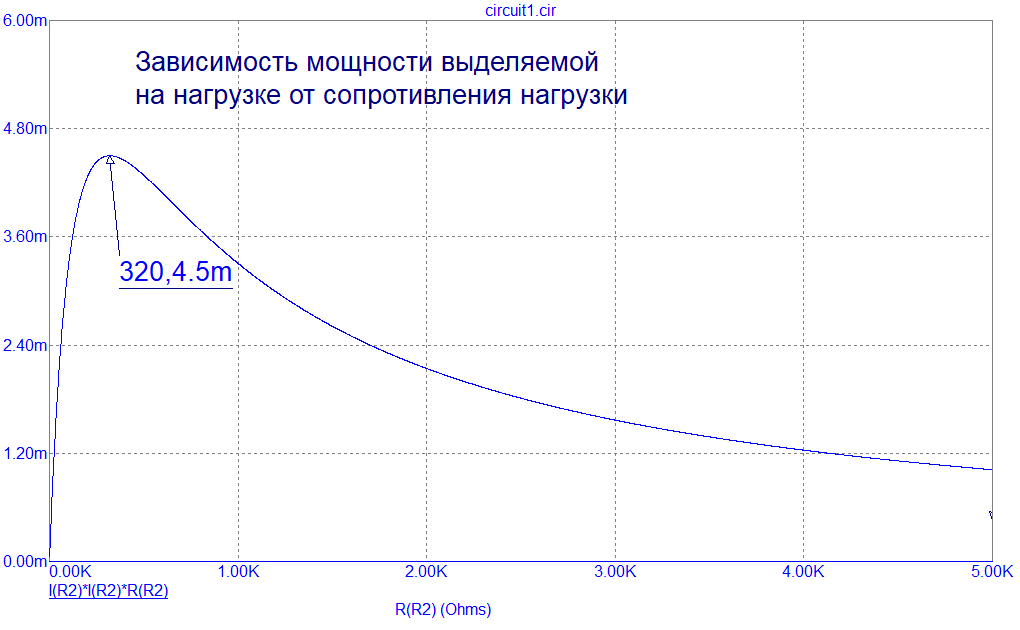 circuit1.cir
6.00m
Зависимость мощности выделяемой
на нагрузке от сопротивления нагрузки
4.80m
3.60m
320,4.5m
2.40m
1.20m
0.00m
0.00K 1.00K 2.00K 3.00K 4.00K 5.00K
I(R2)*I(R2)*R(R2)
R(R2) (Ohms)